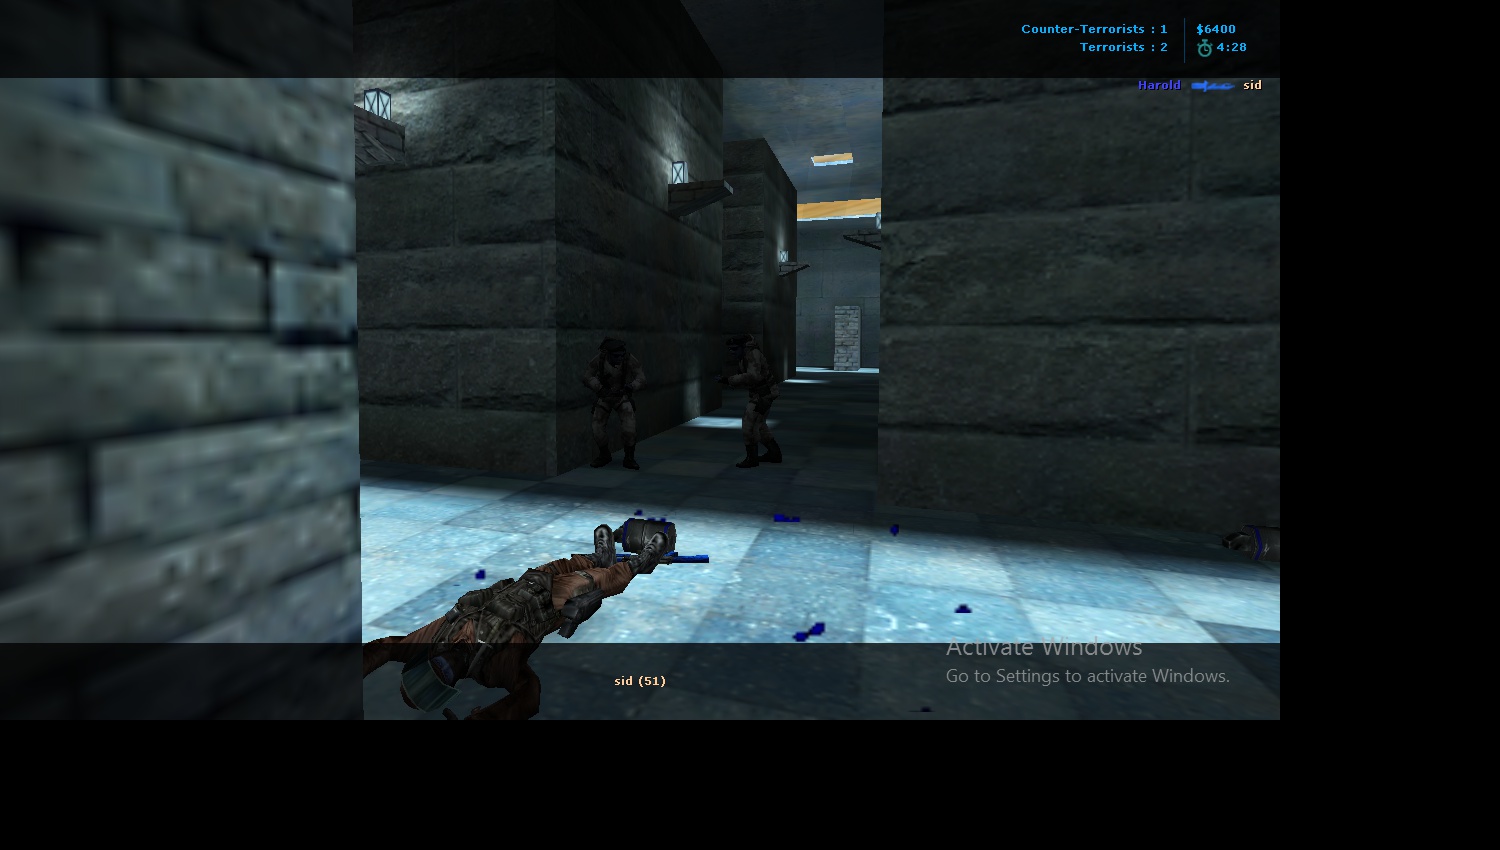 Counter-Terrorists : 1 $6400
Terrorists : 2 4:28
Harold sid
Activate Windows
Go to Settings to activate Windows.
sid (51)